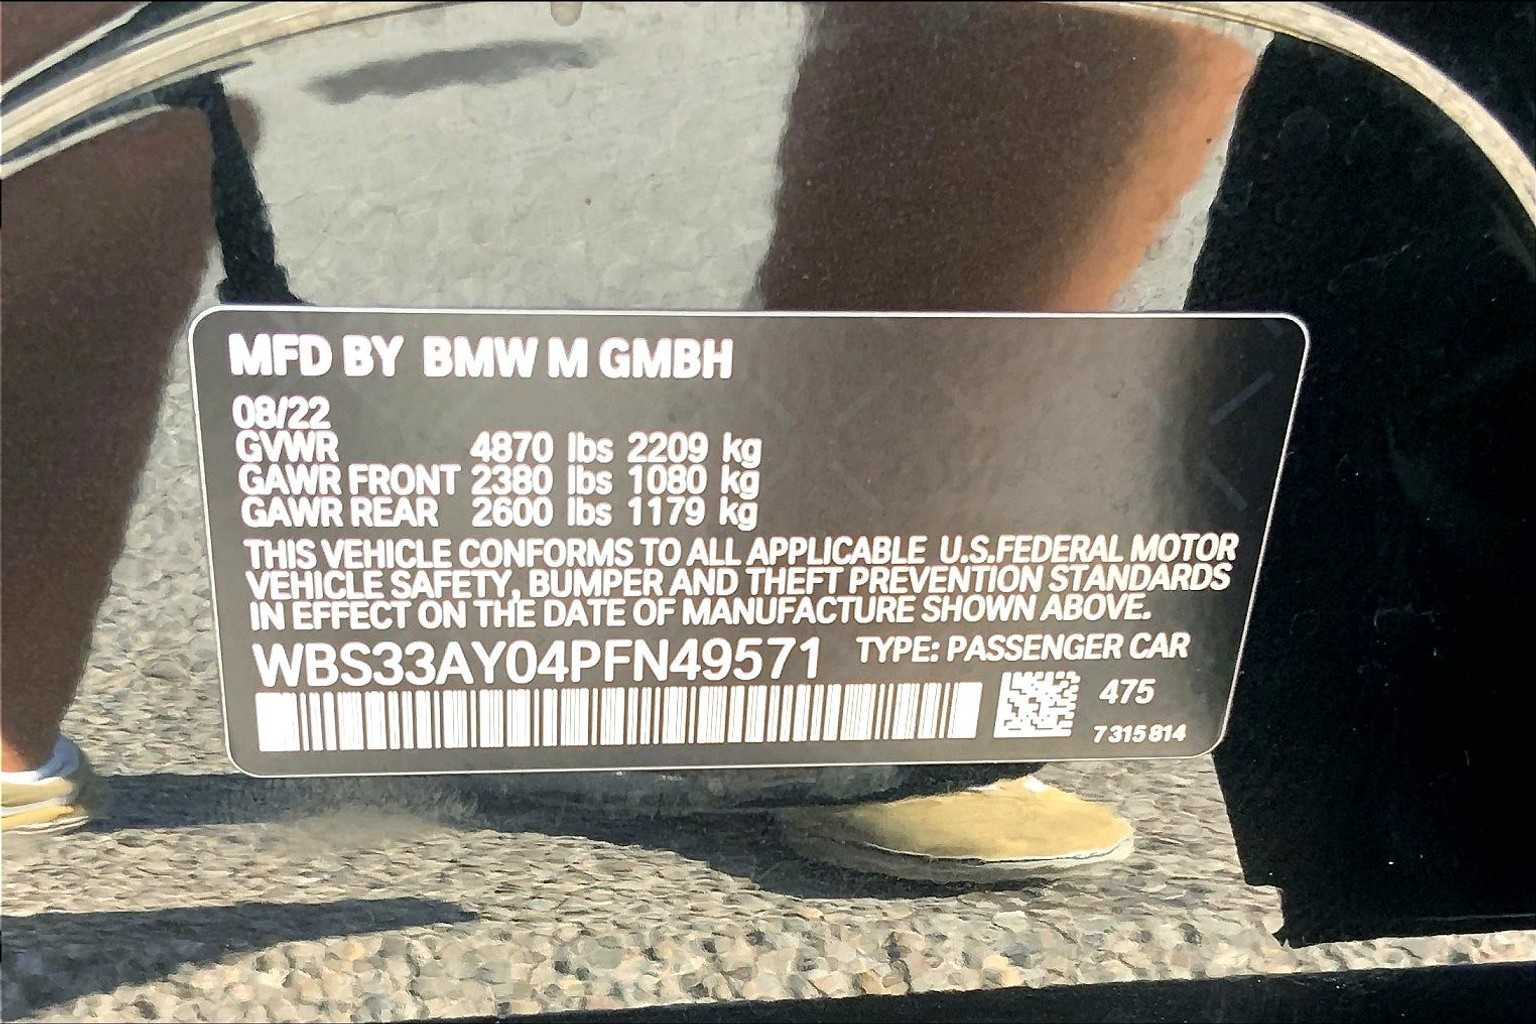 MFD BY BMW M GMBH
08/22
GVWR 4870 lbs 2209 kg
GAWR FRONT 2380 lbs 1080 kg
GAWR REAR 2600 lbs 1179 kg
THIS VEHICLE CONFORMS TO ALL APPLICABLE U.S.FEDERAL MOTOR
VEHICLE SAFETY, BUMPER AND THEFT PREVENTION STANDARDS
IN EFFECT ON THE DATE OF MANUFACTURE SHOWN ABOVE.
WBS33AY04PFN49571 TYPE: PASSENGER CAR
475
7 315 814